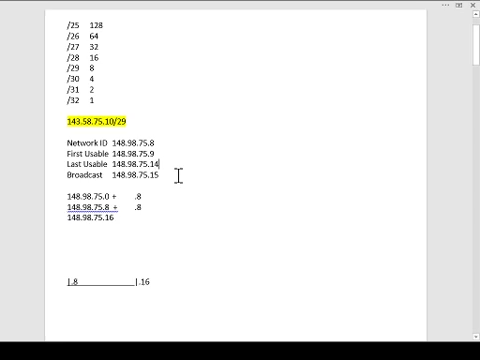 /25 128
/26 64
/27 32
/28 16
/29 8
/30 4
/31 2
/32 1
143.58.75.10/29
Network ID 148.98.75.8
First Usable 148.98.75.9
Last Usable 148.98.75.14
Broadcast 148.98.75.15
148.98.75.0 + .8
148.98.75.8 + .8
148.98.75.16
|.8 |.16